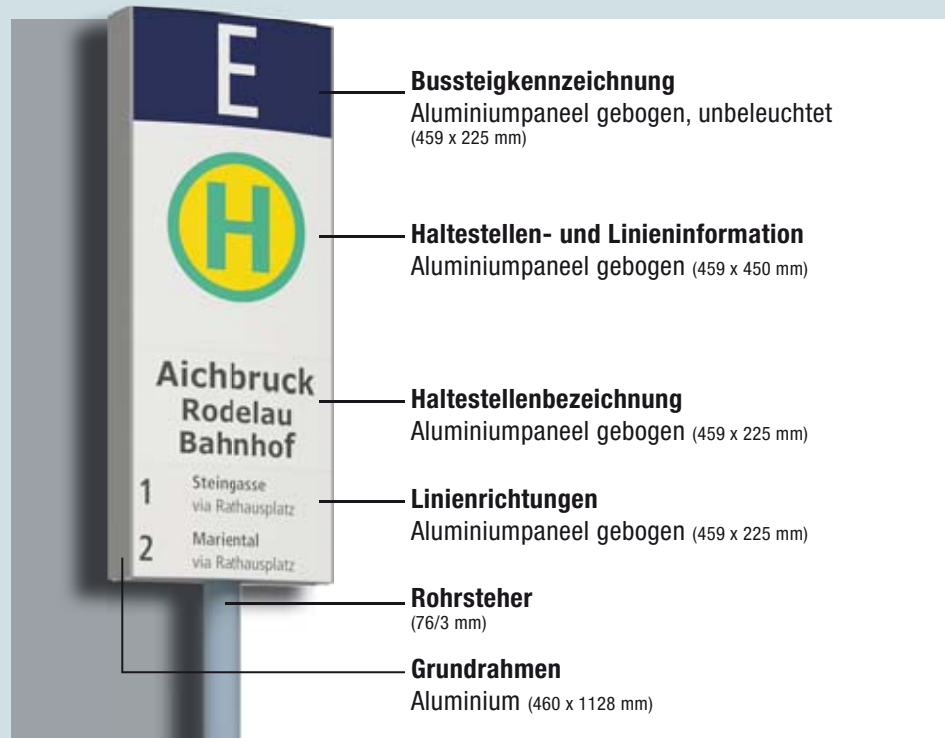 E
H
Aichbruck
Rodelau
Bahnhof
1 Steingasse
via Rathausplatz
2 Mariental
via Rathausplatz
Bussteigkennzeichnung
Aluminiumpaneel gebogen, unbeleuchtet
(459 x 225 mm)
Haltestellen- und Linieninformation
Aluminiumpaneel gebogen (459 x 450 mm)
Haltestellenbezeichnung
Aluminiumpaneel gebogen (459 x 225 mm)
Linienrichtungen
Aluminiumpaneel gebogen (459 x 225 mm)
Rohrsteher
(76/3 mm)
Grundrahmen
Aluminium (460 x 1128 mm)